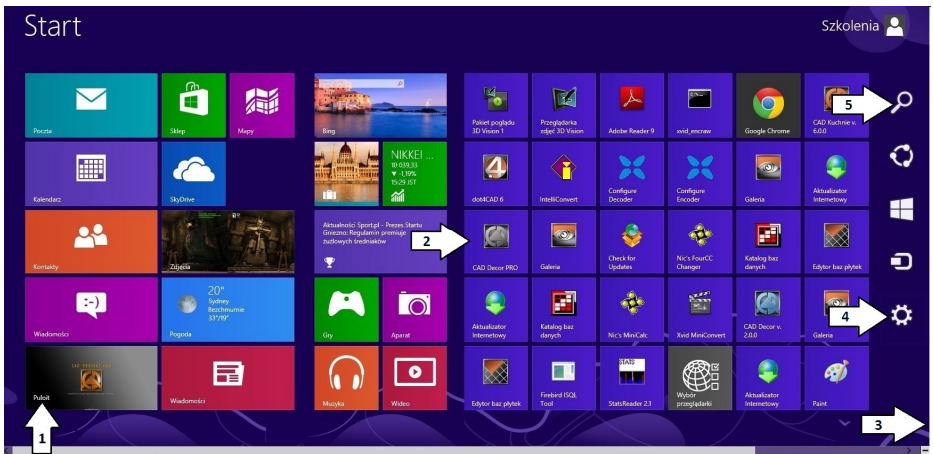 Start
Szkolenia
Poczta
Sklep
Mapy
Bing
Pakiet poglądu
3D Vision 1
Przeglądarka
zdjęć 3D Vision
Adobe Reader 9
xvid_encraw
Google Chrome
CAD Kuchnie v.
6.0.0
5
Kalendarz
SkyDrive
NIKKEI ...
10 039,33
▼ -1,19%
15:29 JST
dot4CAD 6
IntelliConvert
Configure
Decoder
Configure
Encoder
Galeria
Aktualizator
Internetowy
Kontakty
Zdjęcia
Aktualności Sport.pl - Prezes Startu
Gniezno: Regulamin premiuje
żużlowych średniaków
2
CAD Decor PRO
Galeria
Check for
Updates
Nic's FourCC
Changer
Katalog baz
danych
Edytor baz płytek
Wiadomości
20°
Sydney
Bezchmurnie
33°/19°
Pogoda
Gry
Aparat
Aktualizator
Internetowy
Katalog baz
danych
Nic's MiniCalc
Xvid MiniConvert
CAD Decor v.
2.0.0
Galeria
4
CAD PROJEKT K&A
Pulpit
Wiadomości
Muzyka
Wideo
Edytor baz płytek
Firebird ISQL
Tool
STATS
StatsReader 2.1
Wybór
przeglądarki
Aktualizator
Internetowy
Paint
1
3